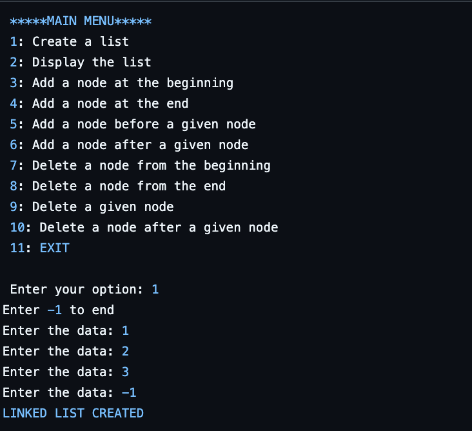 *****MAIN MENU*****
1: Create a list
2: Display the list
3: Add a node at the beginning
4: Add a node at the end
5: Add a node before a given node
6: Add a node after a given node
7: Delete a node from the beginning
8: Delete a node from the end
9: Delete a given node
10: Delete a node after a given node
11: EXIT
Enter your option: 1
Enter -1 to end
Enter the data: 1
Enter the data: 2
Enter the data: 3
Enter the data: -1
LINKED LIST CREATED